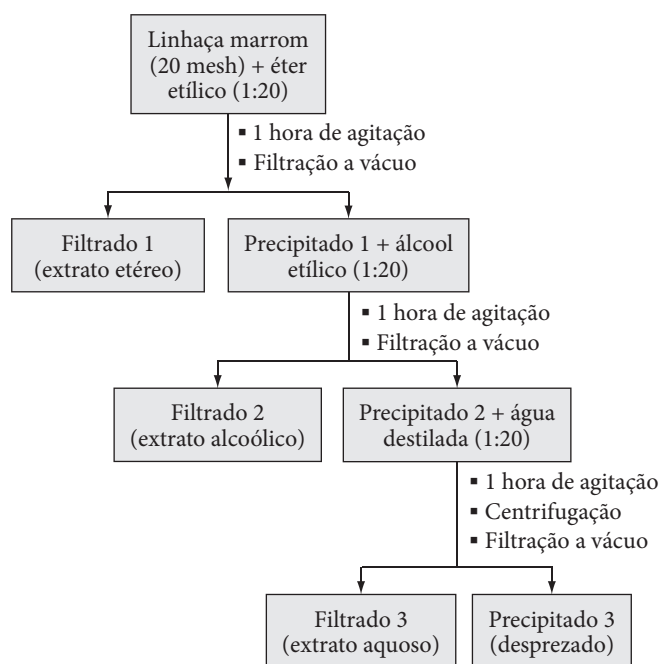 Linhaça marrom
(20 mesh) + éter
etílico (1:20)
▪ 1 hora de agitação
▪ Filtração a vácuo
Filtrado 1
(extrato etéreo)
Precipitado 1 + álcool
etílico (1:20)
▪ 1 hora de agitação
▪ Filtração a vácuo
Filtrado 2
(extrato alcoólico)
Precipitado 2 + água
destilada (1:20)
▪ 1 hora de agitação
▪ Centrifugação
▪ Filtração a vácuo
Filtrado 3
(extrato aquoso)
Precipitado 3
(desprezado)